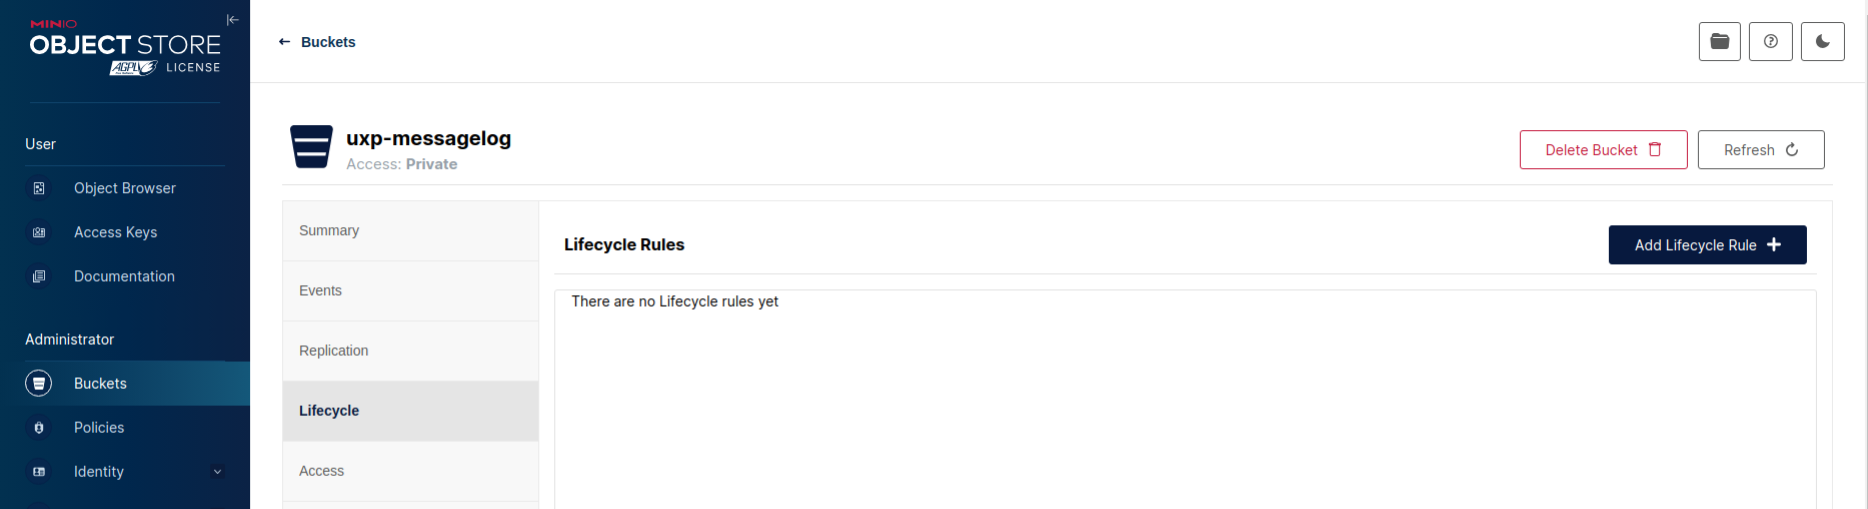 MINIO
OBJECT STORE
AGPLv3 LICENSE
← Buckets
User
Object Browser
Access Keys
Documentation
Administrator
Buckets
Policies
Identity
uxp-messagelog
Access: Private
Delete Bucket
Refresh
Summary
Events
Replication
Lifecycle
Access
Lifecycle Rules
Add Lifecycle Rule +
There are no Lifecycle rules yet